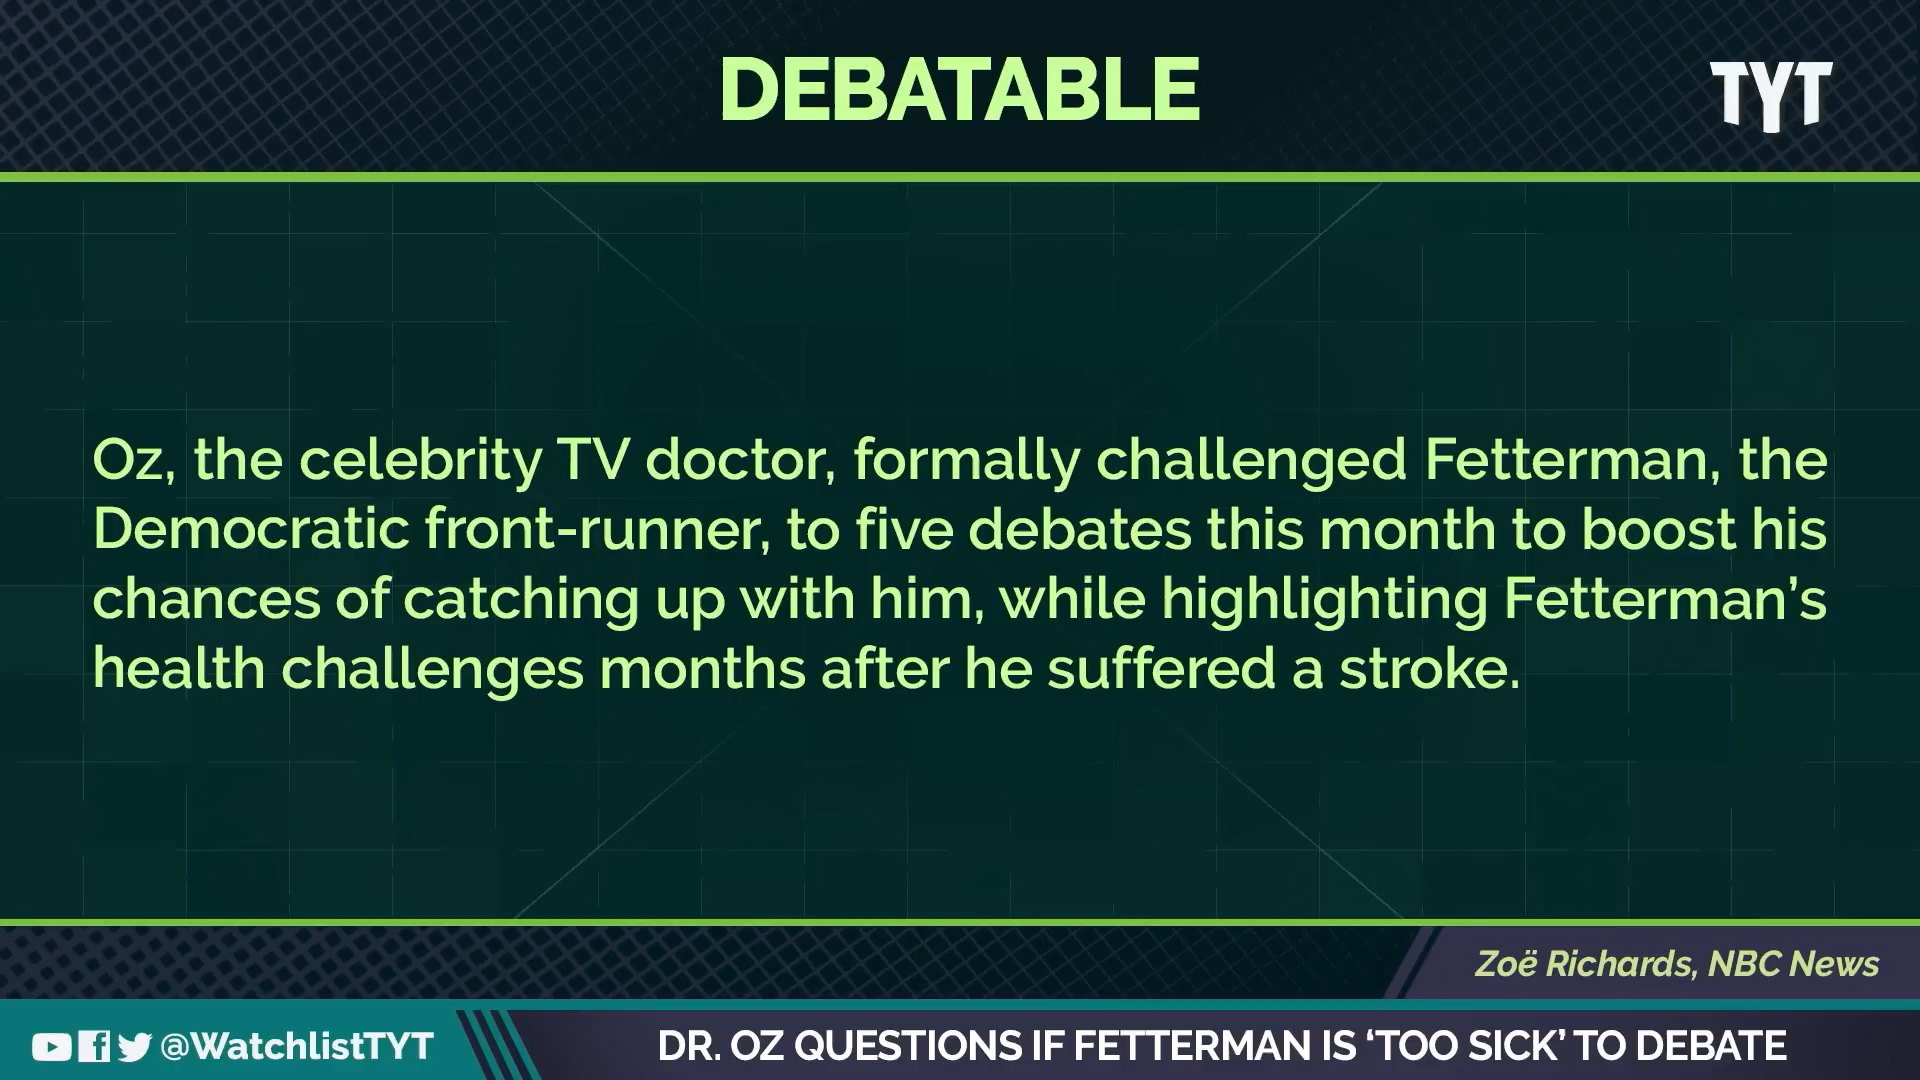 DEBATABLE
TYT
Oz, the celebrity TV doctor, formally challenged Fetterman, the
Democratic front-runner, to five debates this month to boost his
chances of catching up with him, while highlighting Fetterman’s
health challenges months after he suffered a stroke.
Zoë Richards, NBC News
@WatchlistTYT
DR. OZ QUESTIONS IF FETTERMAN IS ‘TOO SICK’ TO DEBATE